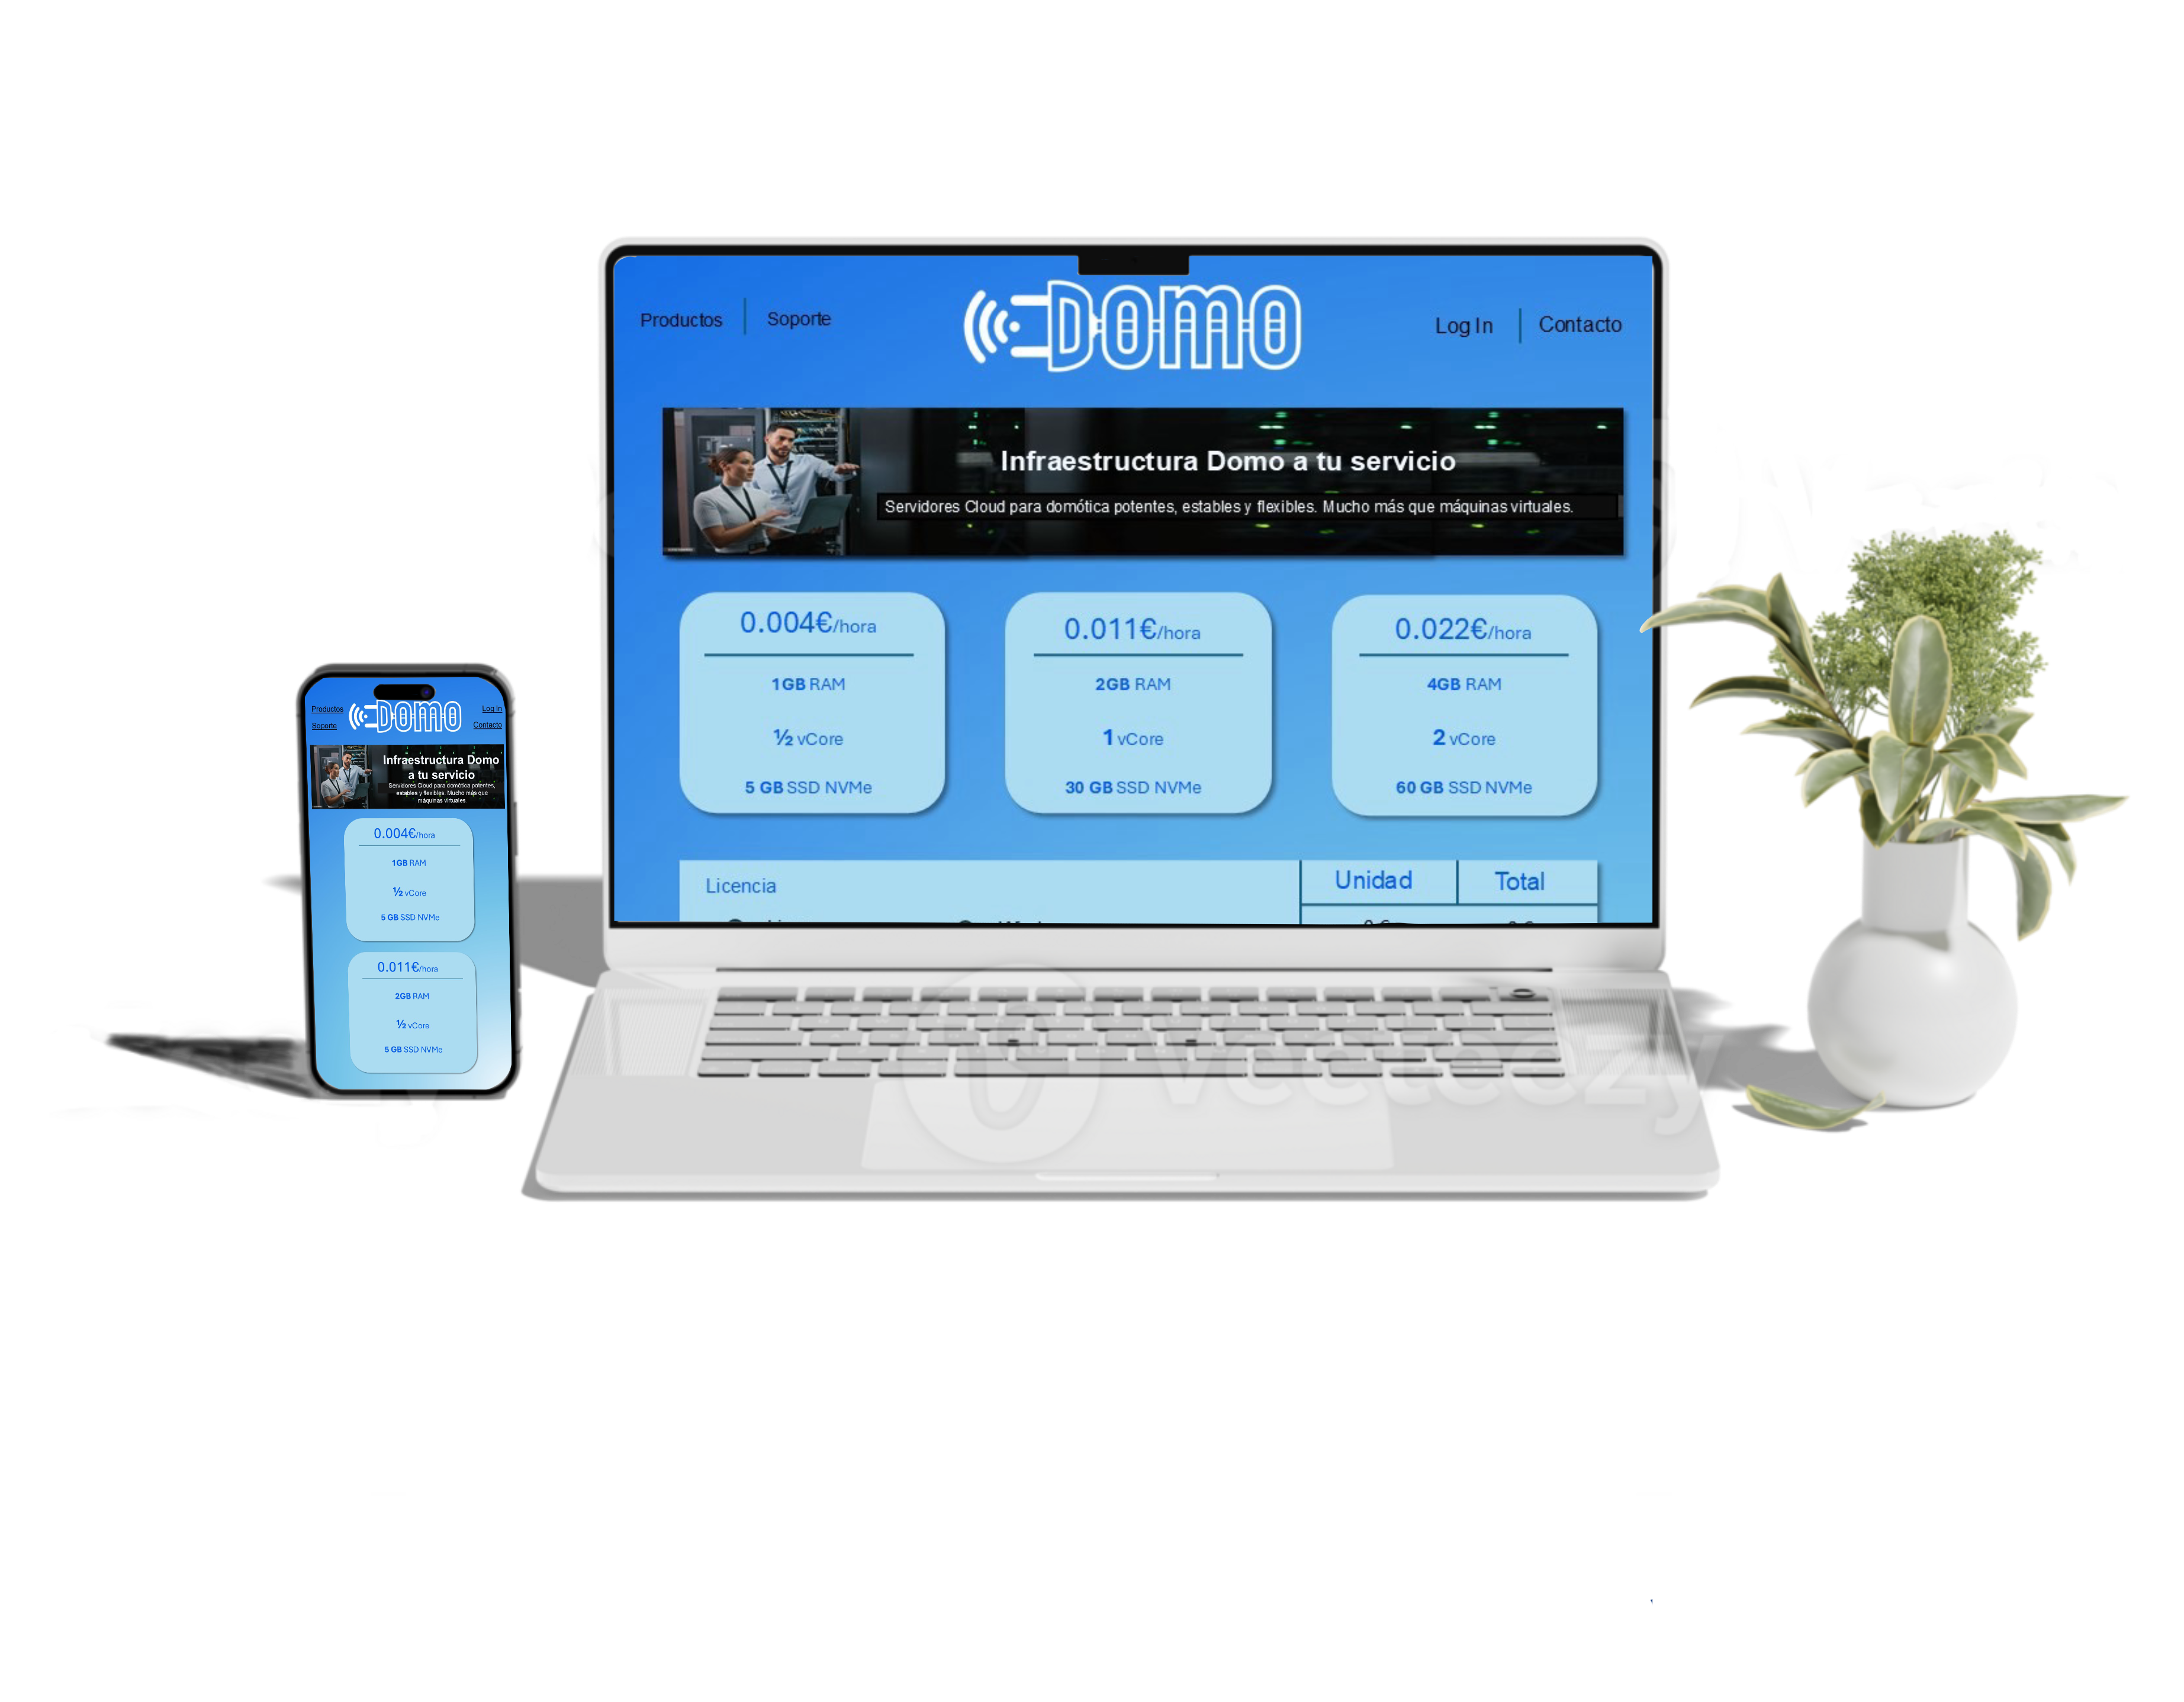 Productos
Soporte
DOMO
Log In
Contacto
Infraestructura Domo a tu servicio
Servidores Cloud para domótica potentes, estables y flexibles. Mucho más que máquinas virtuales.
0.004€/hora
1GB RAM
½ vCore
5 GB SSD NVMe
0.011€/hora
2GB RAM
1 vCore
30 GB SSD NVMe
0.022€/hora
4GB RAM
2 vCore
60 GB SSD NVMe
Licencia
Unidad
Total
Productos
Soporte
DOMO
Log In
Contacto
Infraestructura Domo
a tu servicio
Servidores Cloud para domótica potentes,
estables y flexibles. Mucho más que
máquinas virtuales
0.004€/hora
1GB RAM
½ vCore
5 GB SSD NVMe
0.011€/hora
2GB RAM
½ vCore
5 GB SSD NVMe
vecteezy